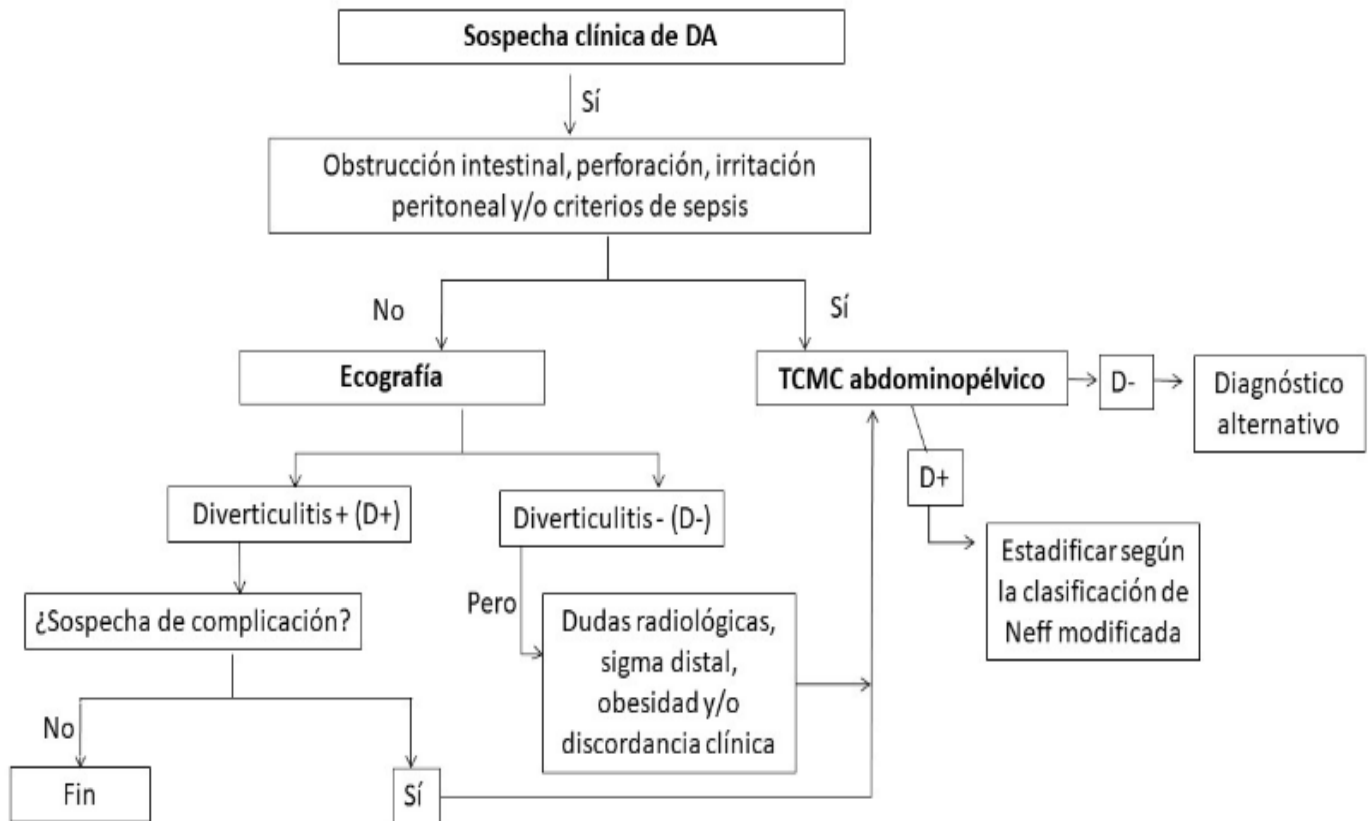 Sospecha clínica de DA
Sí
Obstrucción intestinal, perforación, irritación
peritoneal y/o criterios de sepsis
No
Sí
Ecografía
TCMC abdominopélvico
D-
Diagnóstico
alternativo
D+
Diverticulitis + (D+)
Diverticulitis - (D-)
Estadificar según
la clasificación de
Neff modificada
¿Sospecha de complicación?
Pero
Dudas radiológicas,
sigma distal,
obesidad y/o
discordancia clínica
No
Fin
Sí